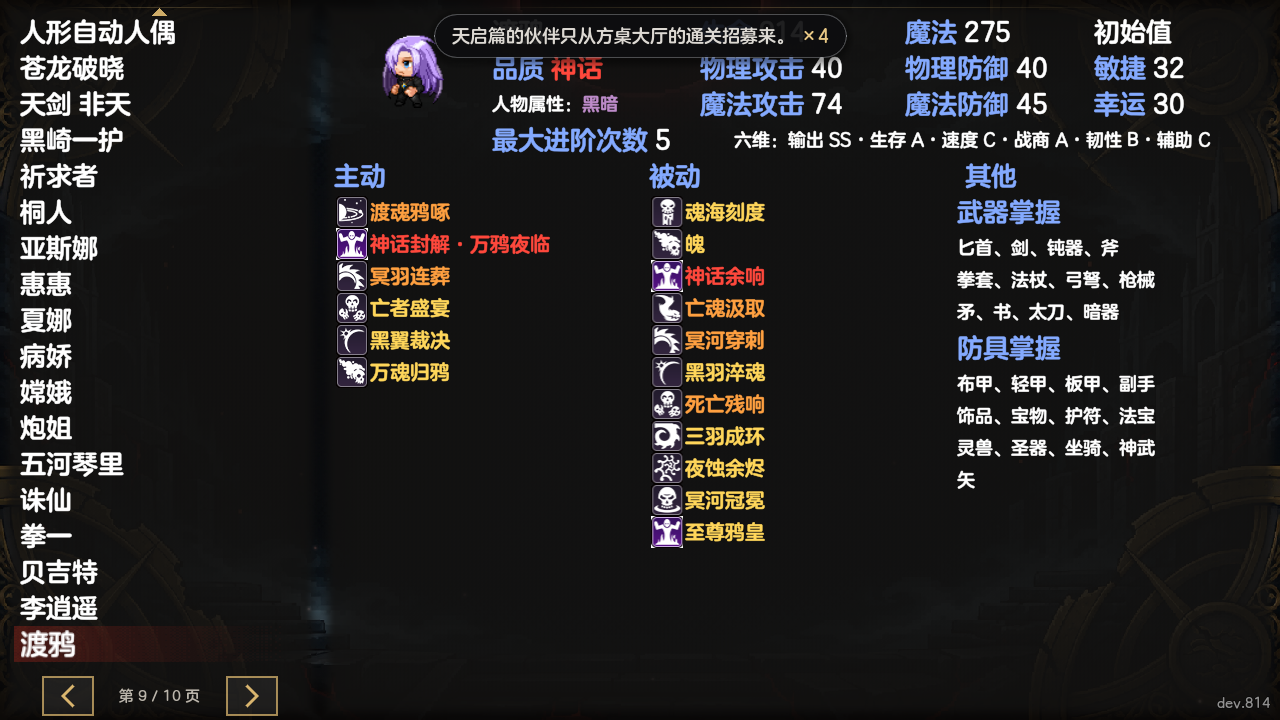 人形自动人偶
苍龙破晓
天剑 非天
黑崎一护
祈求者
桐人
亚斯娜
惠惠
夏娜
病娇
嫦娥
炮姐
五河琴里
诛仙
拳一
贝吉特
李逍遥
渡鸦
第 9 / 10 页
天启篇的伙伴只从方桌大厅的通关招募来。 ×4
魔法 275
初始值
品质 神话
物理攻击 40
物理防御 40
敏捷 32
人物属性：黑暗
魔法攻击 74
魔法防御 45
幸运 30
最大进阶次数 5
六维：输出 SS · 生存 A · 速度 C · 战商 A · 韧性 B · 辅助 C
主动
渡魂鸦啄
神话封解 · 万鸦夜临
冥羽连葬
亡者盛宴
黑翼裁决
万魂归鸦
被动
魂海刻度
魄
神话余响
亡魂汲取
冥河穿刺
黑羽淬魂
死亡残响
三羽成环
夜蚀余烬
冥河冠冕
至尊鸦皇
其他
武器掌握
匕首、剑、钝器、斧
拳套、法杖、弓弩、枪械
矛、书、太刀、暗器
防具掌握
布甲、轻甲、板甲、副手
饰品、宝物、护符、法宝
灵兽、圣器、坐骑、神武
矢
dev.814